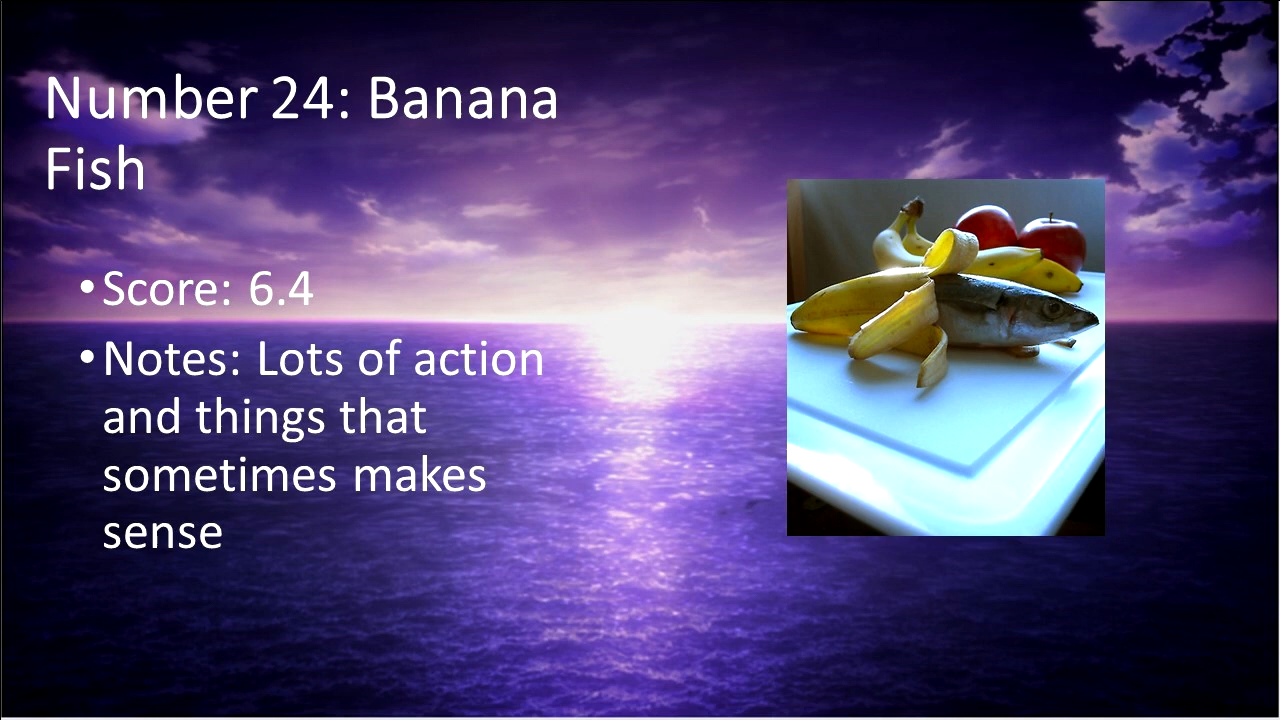 Number 24: Banana
Fish
•Score: 6.4
•Notes: Lots of action
and things that
sometimes makes
sense